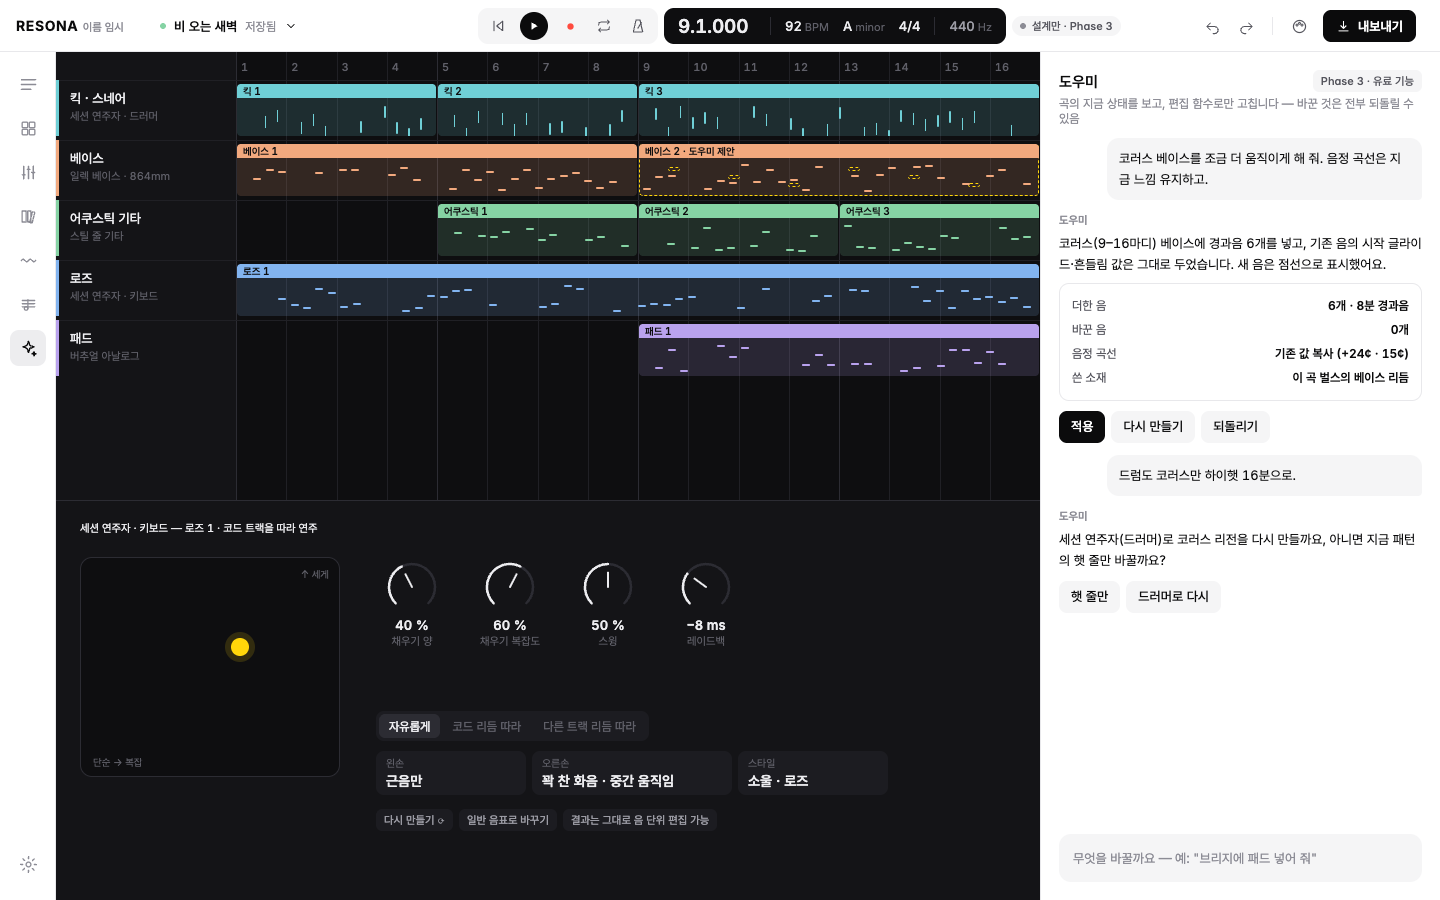 RESONA 이름 임시
비 오는 새벽 저장됨
9.1.000 92 BPM A minor 4/4 440 Hz
설계만 · Phase 3
내보내기
1 2 3 4 5 6 7 8 9 10 11 12 13 14 15 16
킥 · 스네어
세션 연주자 · 드러머
킥 1 킥 2 킥 3
베이스
일렉 베이스 · 864mm
베이스 1 베이스 2 · 도우미 제안
어쿠스틱 기타
스틸 줄 기타
어쿠스틱 1 어쿠스틱 2 어쿠스틱 3
로즈
세션 연주자 · 키보드
로즈 1
패드
버추얼 아날로그
패드 1
세션 연주자 · 키보드 — 로즈 1 · 코드 트랙을 따라 연주
↑ 세게
단순 → 복잡
40 % 60 % 50 % −8 ms
채우기 양 채우기 복잡도 스윙 레이드백
자유롭게 코드 리듬 따라 다른 트랙 리듬 따라
왼손 오른손 스타일
근음만 꽉 찬 화음 · 중간 움직임 소울 · 로즈
다시 만들기 ⟳ 일반 음표로 바꾸기 결과는 그대로 음 단위 편집 가능
도우미 Phase 3 · 유료 기능
곡의 지금 상태를 보고, 편집 함수로만 고칩니다 — 바꾼 것은 전부 되돌릴 수
있음
코러스 베이스를 조금 더 움직이게 해 줘. 음정 곡선은 지
금 느낌 유지하고.
도우미
코러스(9–16마디) 베이스에 경과음 6개를 넣고, 기존 음의 시작 글라이
드·흔들림 값은 그대로 두었습니다. 새 음은 점선으로 표시했어요.
더한 음 6개 · 8분 경과음
바꾼 음 0개
음정 곡선 기존 값 복사 (+24¢ · 15¢)
쓴 소재 이 곡 벌스의 베이스 리듬
적용 다시 만들기 되돌리기
드럼도 코러스만 하이햇 16분으로.
도우미
세션 연주자(드러머)로 코러스 리전을 다시 만들까요, 아니면 지금 패턴
의 햇 줄만 바꿀까요?
햇 줄만 드러머로 다시
무엇을 바꿀까요 — 예: "브리지에 패드 넣어 줘"